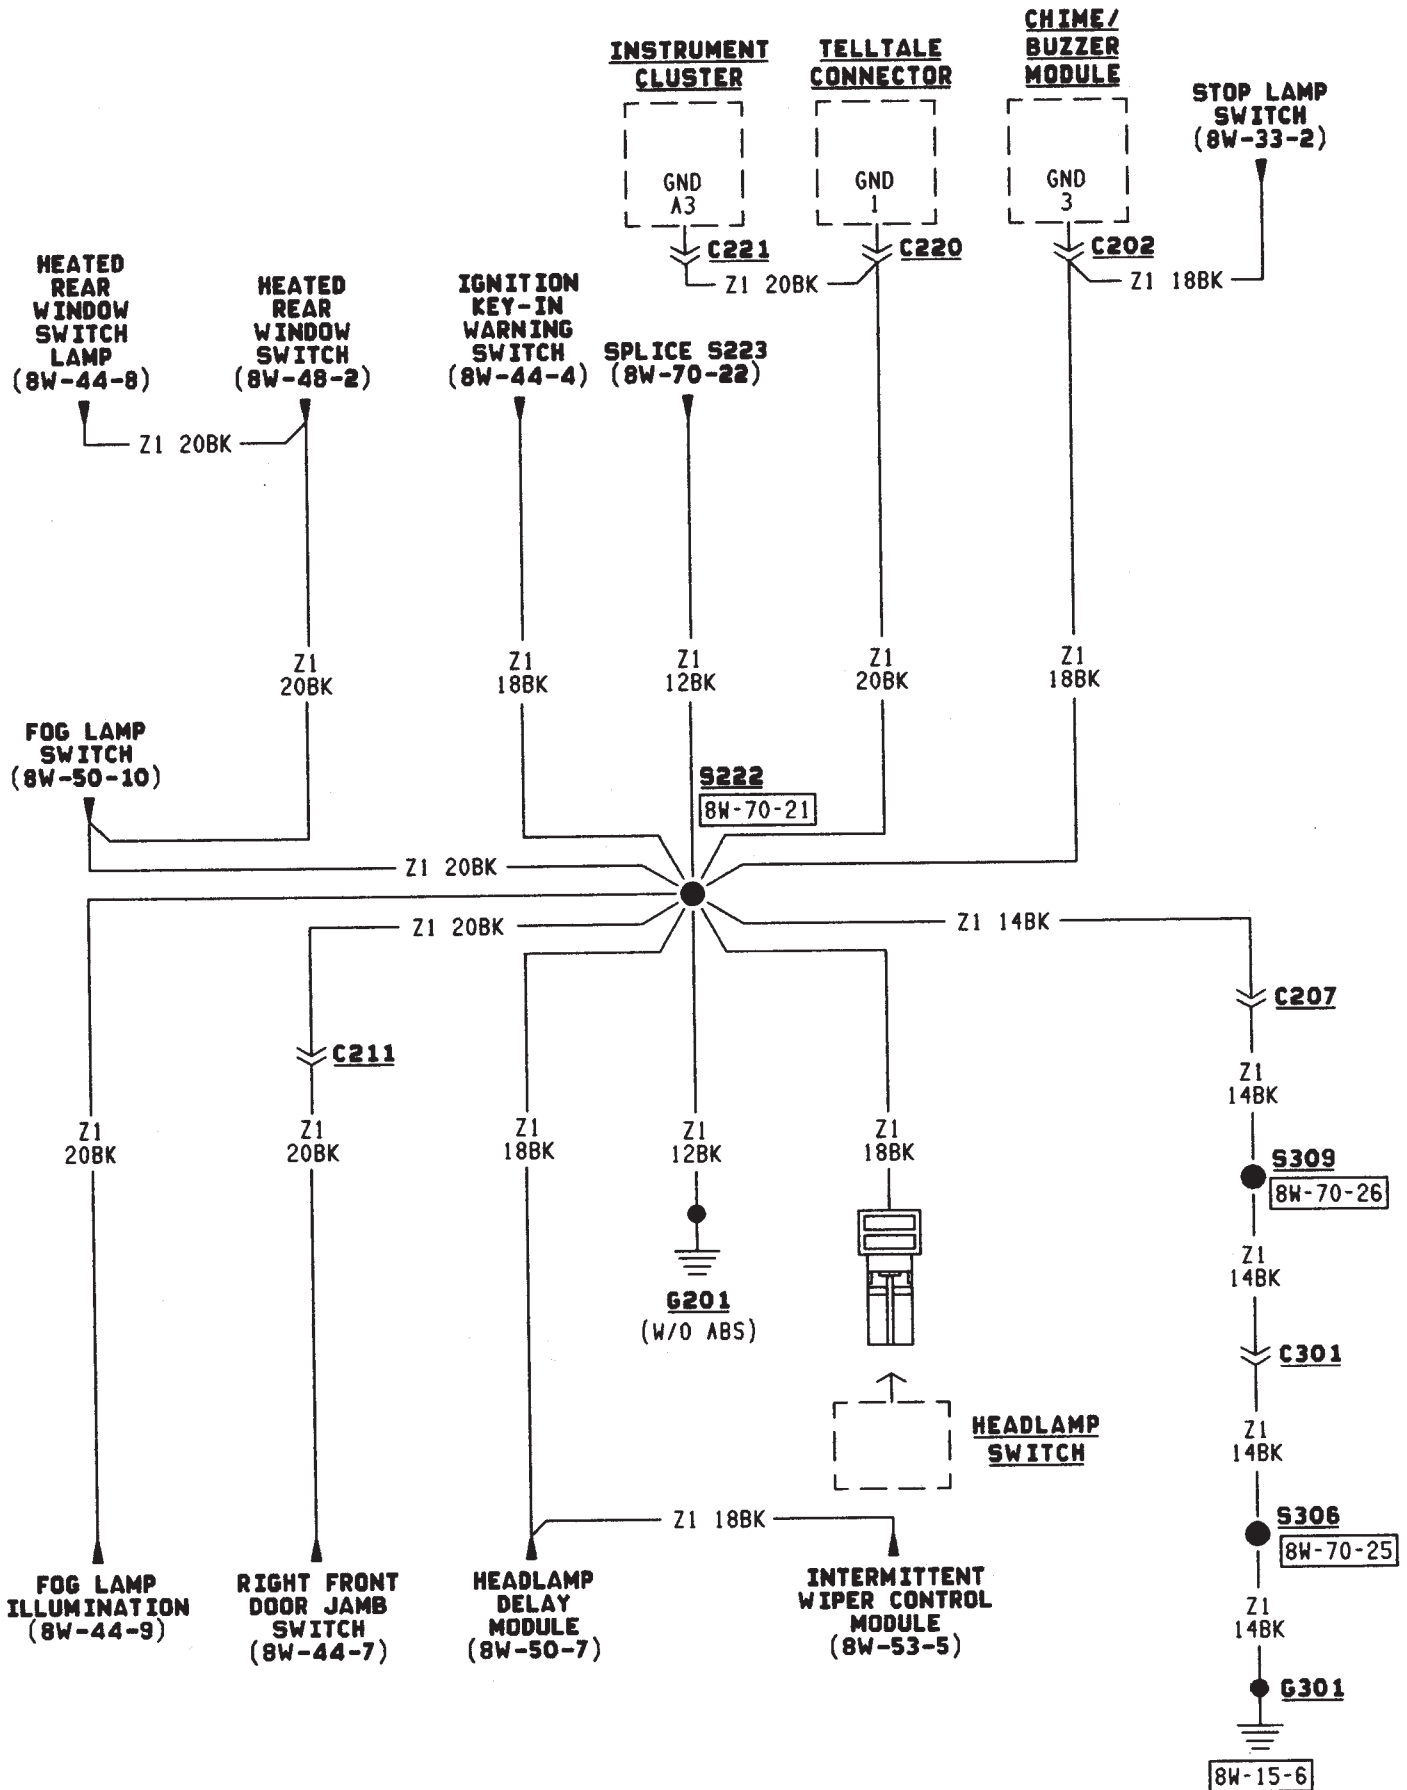 CHIME/
BUZZER
MODULE
INSTRUMENT
CLUSTER
TELLTALE
CONNECTOR
STOP LAMP
SWITCH
(8W-33-2)
GND
A3
GND
1
GND
3
C221
C220
C202
Z1 20BK
Z1 18BK
HEATED
REAR
WINDOW
SWITCH
LAMP
(8W-44-8)
HEATED
REAR
WINDOW
SWITCH
(8W-48-2)
IGNITION
KEY-IN
WARNING
SWITCH
(8W-44-4)
SPLICE S223
(8W-70-22)
Z1 20BK
Z1
20BK
Z1
18BK
Z1
12BK
Z1
20BK
Z1
18BK
FOG LAMP
SWITCH
(8W-50-10)
S222
8W-70-21
Z1 20BK
Z1 20BK
Z1 14BK
C207
C211
Z1
14BK
Z1
20BK
Z1
20BK
Z1
18BK
Z1
12BK
Z1
18BK
S309
8W-70-26
Z1
14BK
G201
(W/O ABS)
C301
HEADLAMP
SWITCH
Z1
14BK
Z1 18BK
S306
8W-70-25
FOG LAMP
ILLUMINATION
(8W-44-9)
RIGHT FRONT
DOOR JAMB
SWITCH
(8W-44-7)
HEADLAMP
DELAY
MODULE
(8W-50-7)
INTERMITTENT
WIPER CONTROL
MODULE
(8W-53-5)
Z1
14BK
G301
8W-15-6